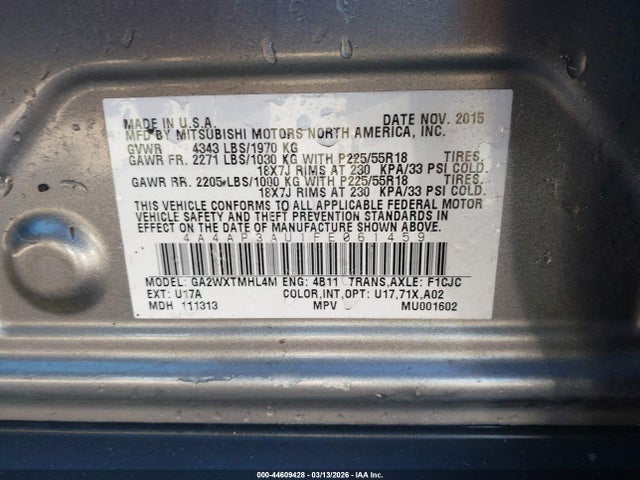 MADE IN U.S.A. DATE NOV. 2015
MFD BY MITSUBISHI MOTORS NORTH AMERICA, INC.
GVWR 4343 LBS/1970 KG
GAWR FR. 2271 LBS/1030 KG WITH P225/55R18 TIRES,
18X7J RIMS AT 230 KPA/33 PSI COLD.
GAWR RR. 2205 LBS/1000 KG WITH P225/55R18 TIRES,
18X7J RIMS AT 230 KPA/33 PSI COLD.
THIS VEHICLE CONFORMS TO ALL APPLICABLE FEDERAL MOTOR
VEHICLE SAFETY AND THEFT PREVENTION STANDARDS IN
EFFECT ON THE DATE OF MANUFACTURE SHOWN ABOVE.
4A4AP3AU1FE061459
MODEL: GA2WXTMHL4M ENG: 4B11 TRANS,AXLE: F1CJC
EXT: U17A COLOR,INT,OPT: U17,71X,A02
MDH 111313 MPV MU001602
000-44609428 | 03/13/2026 | IAA Inc.